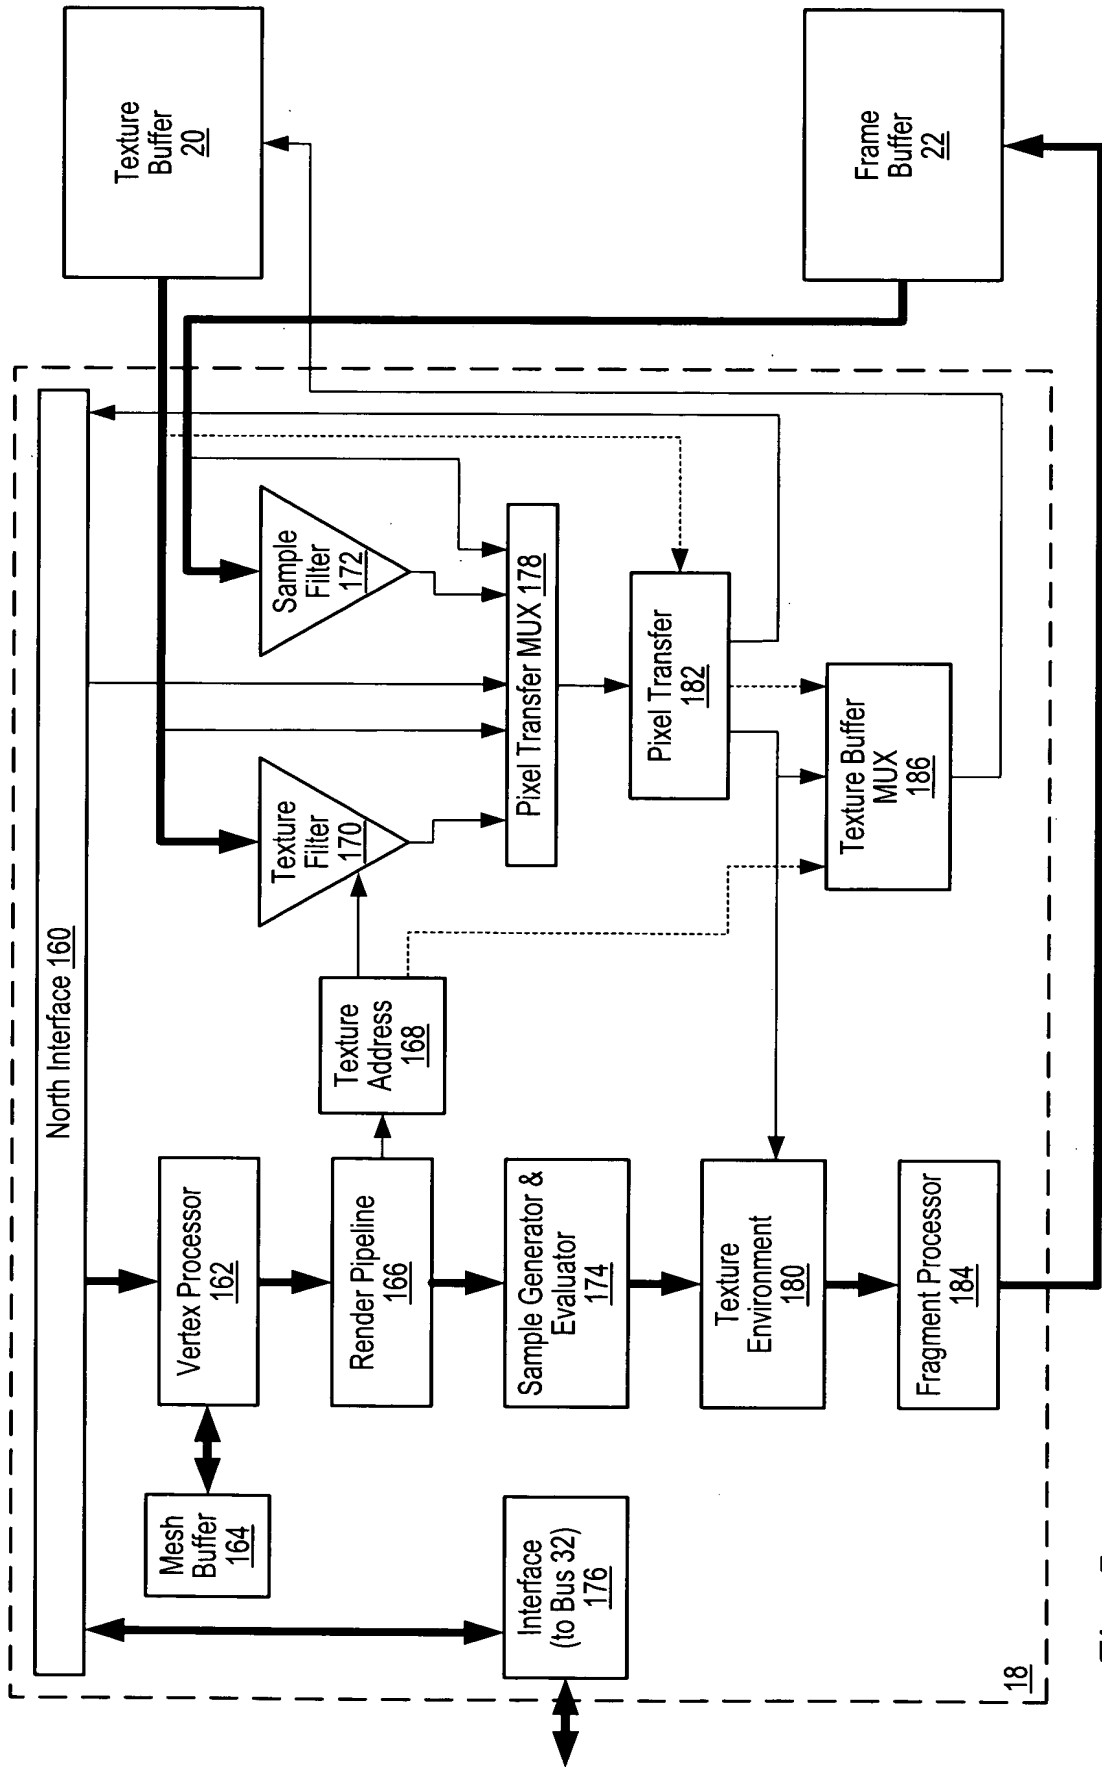 North Interface 160
Texture
Buffer
20
Mesh
Buffer
164
Vertex Processor
162
Texture
Filter
170
Sample
Filter
172
Render Pipeline
166
Texture
Address
168
Interface
(to Bus 32)
176
Sample Generator &
Evaluator
174
Pixel Transfer MUX 178
Pixel Transfer
182
Texture
Environment
180
Texture Buffer
MUX
186
Frame
Buffer
22
Fragment Processor
184
18